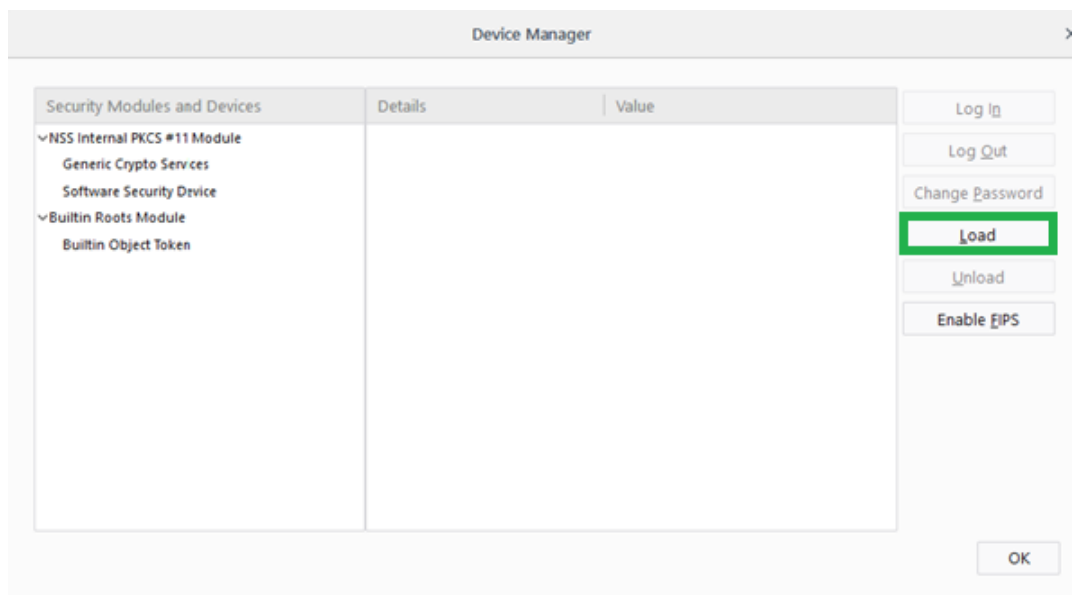 Device Manager
Security Modules and Devices Details Value
NSS Internal PKCS #11 Module
Generic Crypto Services
Software Security Device
Builtin Roots Module
Builtin Object Token
Log In
Log Out
Change Password
Load
Unload
Enable FIPS
OK